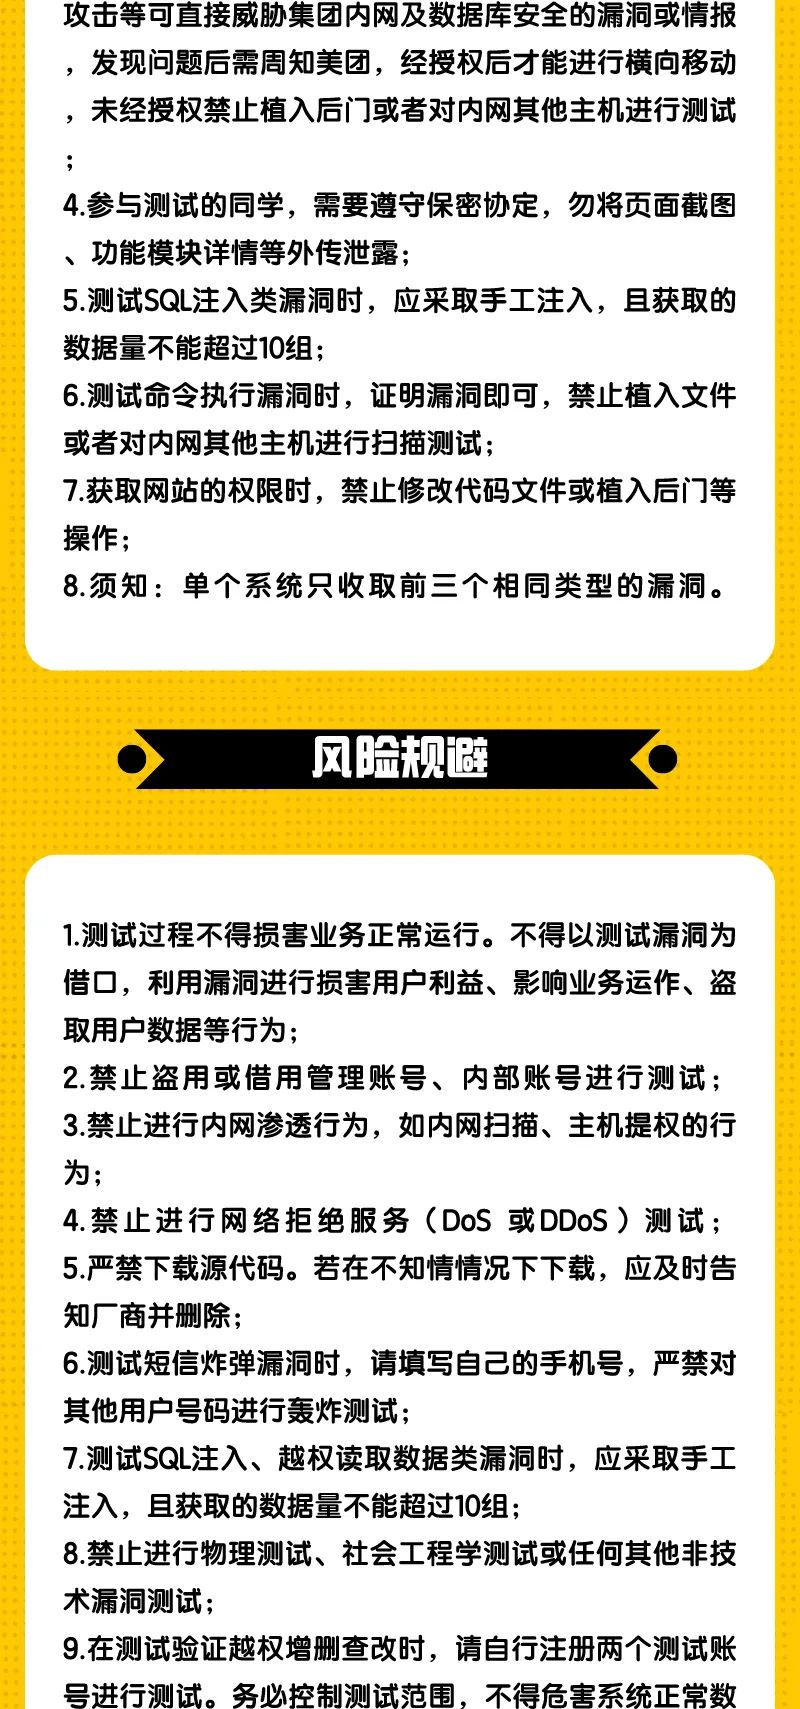 攻击等可直接威胁集团内网及数据库安全的漏洞或情报
，发现问题后需周知美团，经授权后才能进行横向移动
，未经授权禁止植入后门或者对内网其他主机进行测试
；
4.参与测试的同学，需要遵守保密协定，勿将页面截图
、功能模块详情等外传泄露；
5.测试SQL注入类漏洞时，应采取手工注入，且获取的
数据量不能超过10组；
6.测试命令执行漏洞时，证明漏洞即可，禁止植入文件
或者对内网其他主机进行扫描测试；
7.获取网站的权限时，禁止修改代码文件或植入后门等
操作；
8.须知：单个系统只收取前三个相同类型的漏洞。
风险规避
1.测试过程不得损害业务正常运行。不得以测试漏洞为
借口，利用漏洞进行损害用户利益、影响业务运作、盗
取用户数据等行为；
2.禁止盗用或借用管理账号、内部账号进行测试；
3.禁止进行内网渗透行为，如内网扫描、主机提权的行
为；
4.禁止进行网络拒绝服务（DoS 或DDoS）测试；
5.严禁下载源代码。若在不知情情况下下载，应及时告
知厂商并删除；
6.测试短信炸弹漏洞时，请填写自己的手机号，严禁对
其他用户号码进行轰炸测试；
7.测试SQL注入、越权读取数据类漏洞时，应采取手工
注入，且获取的数据量不能超过10组；
8.禁止进行物理测试、社会工程学测试或任何其他非技
术漏洞测试；
9.在测试验证越权增删查改时，请自行注册两个测试账
号进行测试。务必控制测试范围，不得危害系统正常数